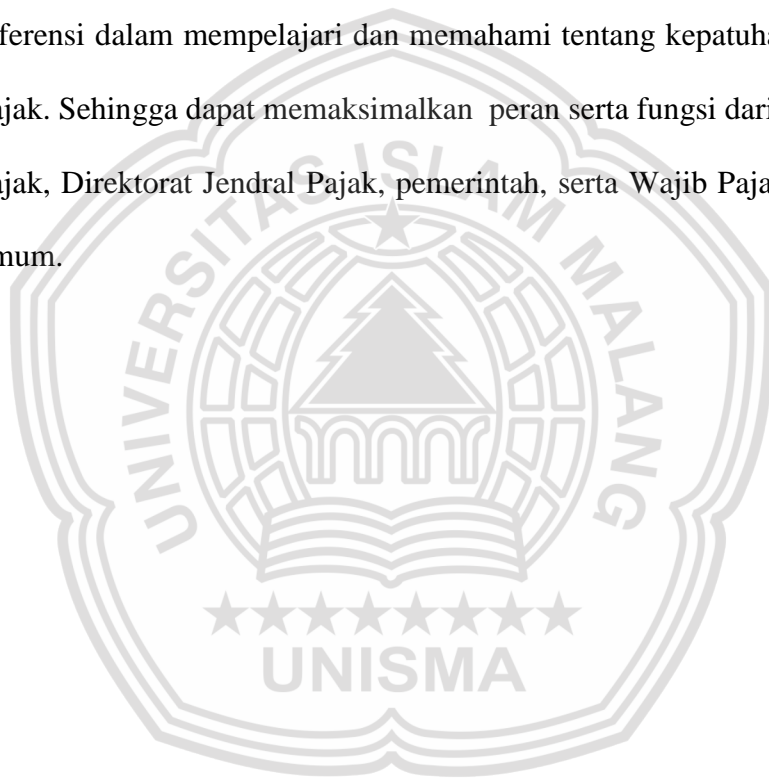 ferensi dalam mempelajari dan memahami tentang kepatuha
ajak. Sehingga dapat memaksimalkan peran serta fungsi dari
ajak, Direktorat Jendral Pajak, pemerintah, serta Wajib Paja
mum.
UNIVERSITAS ISLAM MALANG
UNISMA